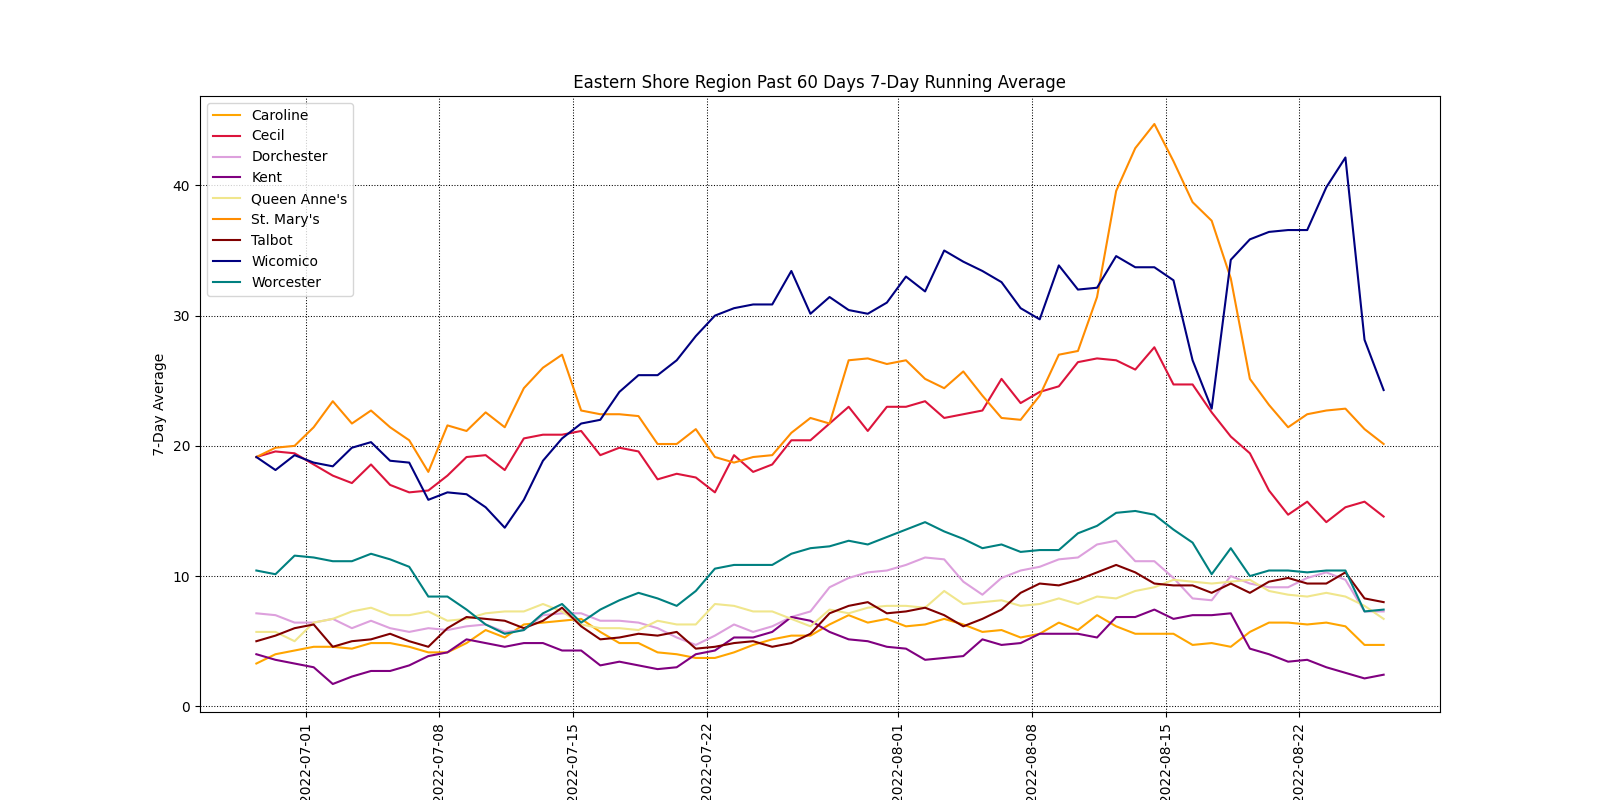 Eastern Shore Region Past 60 Days 7-Day Running Average
Caroline
Cecil
Dorchester
Kent
Queen Anne's
St. Mary's
Talbot
Wicomico
Worcester
7-Day Average
40
30
20
10
0
2022-07-01
2022-07-08
2022-07-15
2022-07-22
2022-08-01
2022-08-08
2022-08-15
2022-08-22